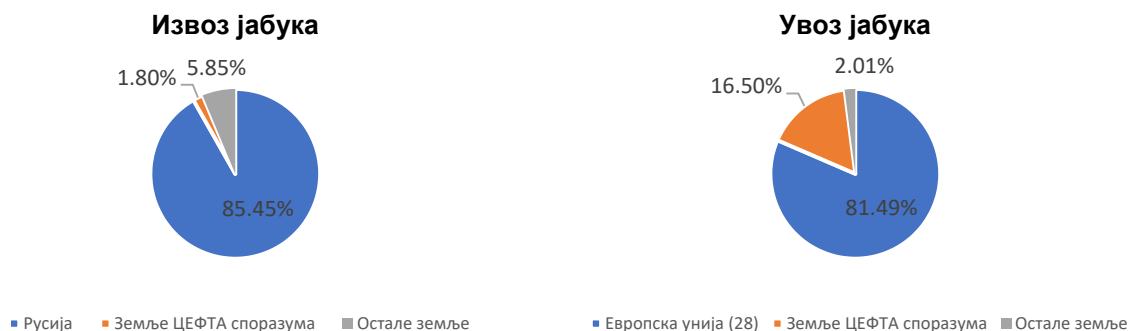 Извоз јабука
1.80%
5.85%
85.45%
Русија
Земље ЦЕФТА споразума
Остале земље
Увоз јабука
2.01%
16.50%
81.49%
Европска унија (28)
Земље ЦЕФТА споразума
Остале земље